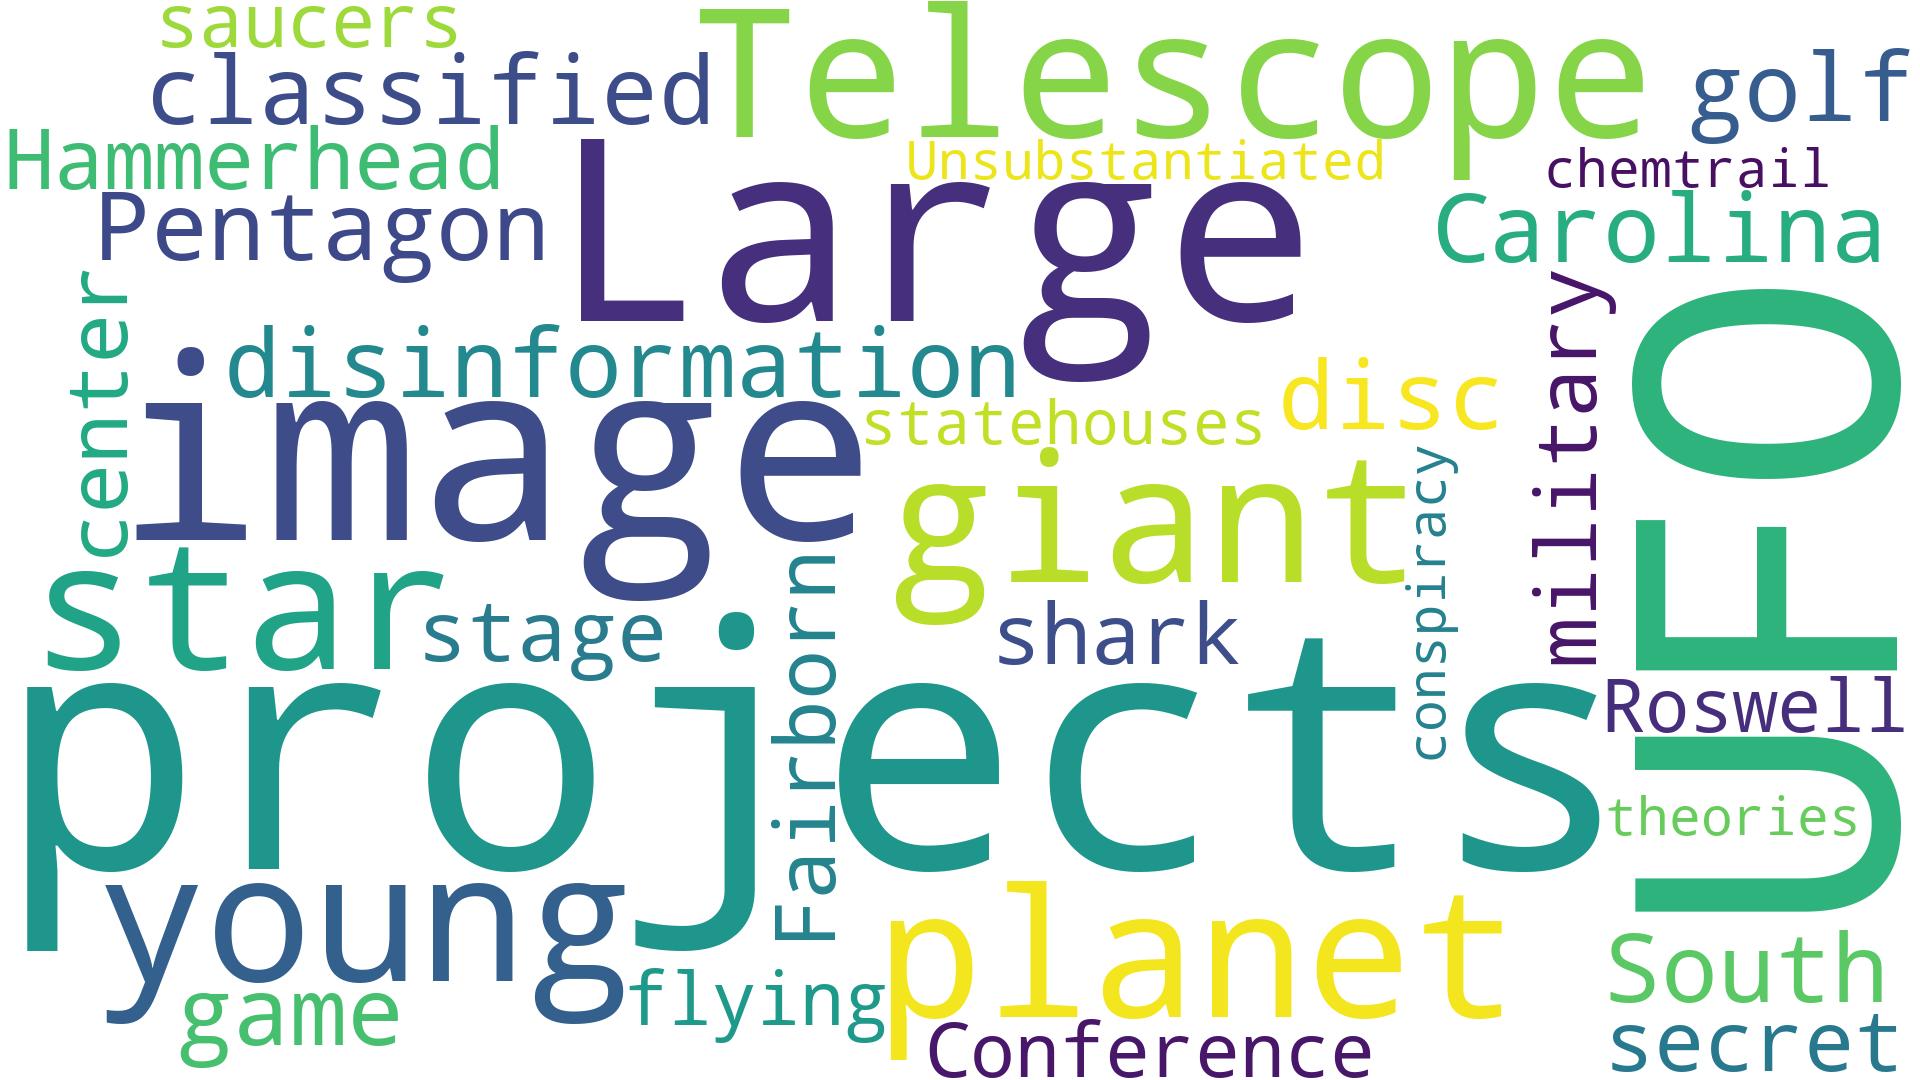 saucers
Telescope
classified
golf
Hammerhead
Large
Unsubstantiated
chemtrail
Pentagon
Carolina
center
disinformation
image
disc
military
UFO
statehouses
giant
conspiracy
star
stage
Fairborn
shark
projects
Roswell
theories
young
planet
South
game
flying
Conference
secret